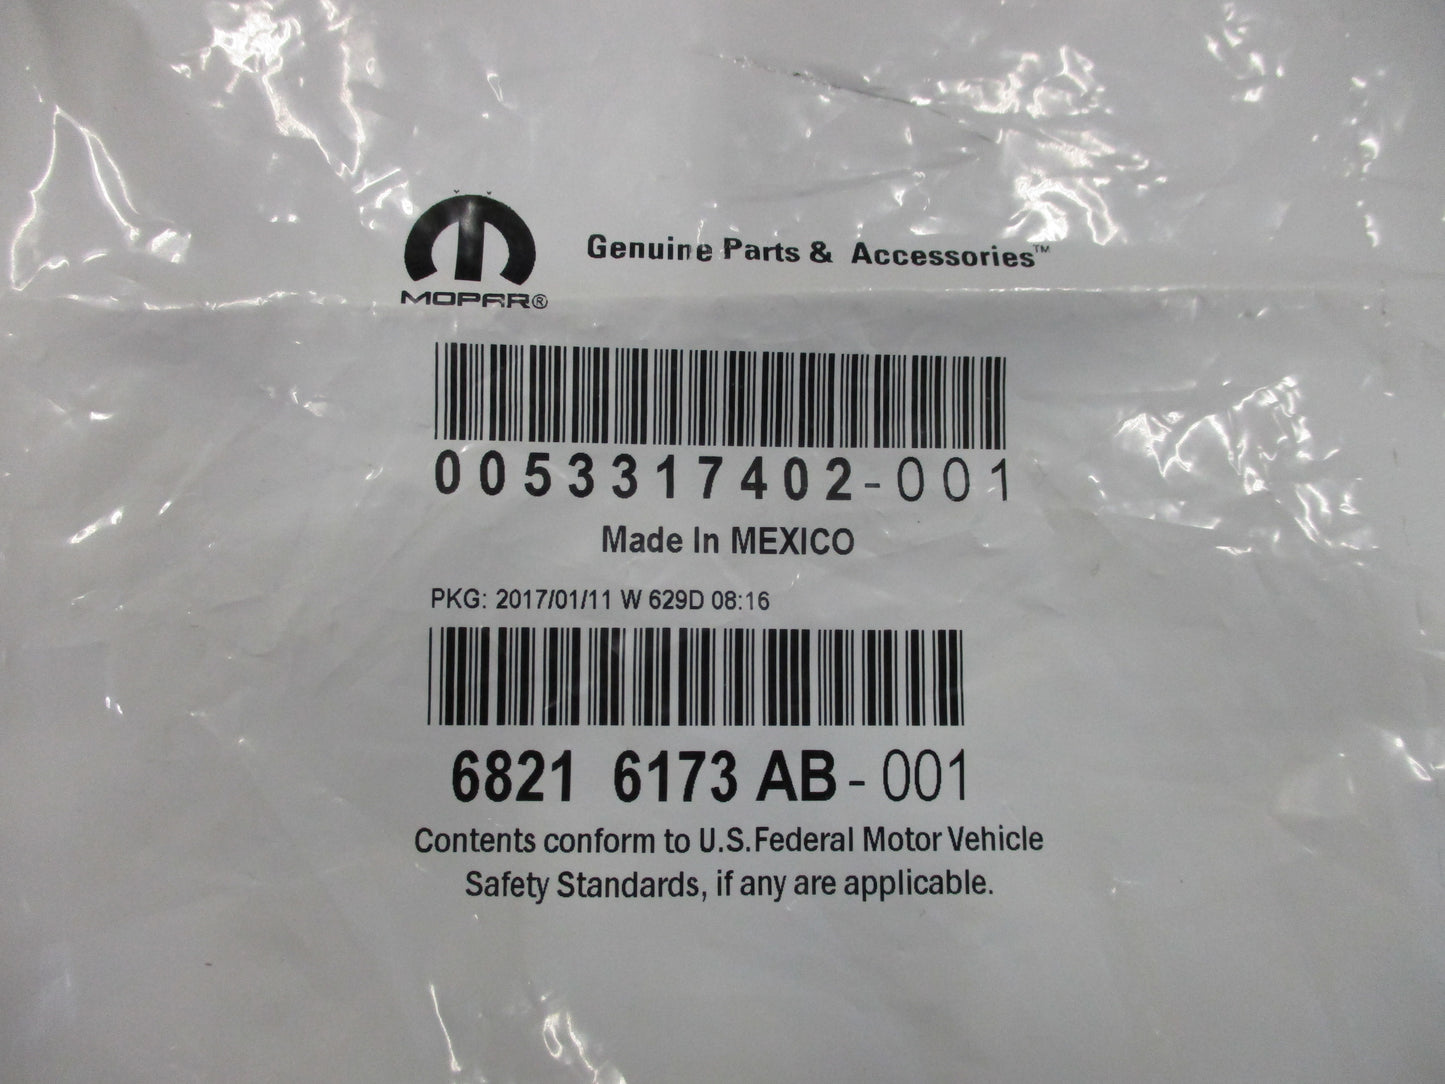 Genuine Parts & Accessories™
MOPAR®
0053317402-001
Made In MEXICO
PKG: 2017/01/11 W 629D 08:16
6821 6173 AB-001
Contents conform to U.S.Federal Motor Vehicle
Safety Standards, if any are applicable.